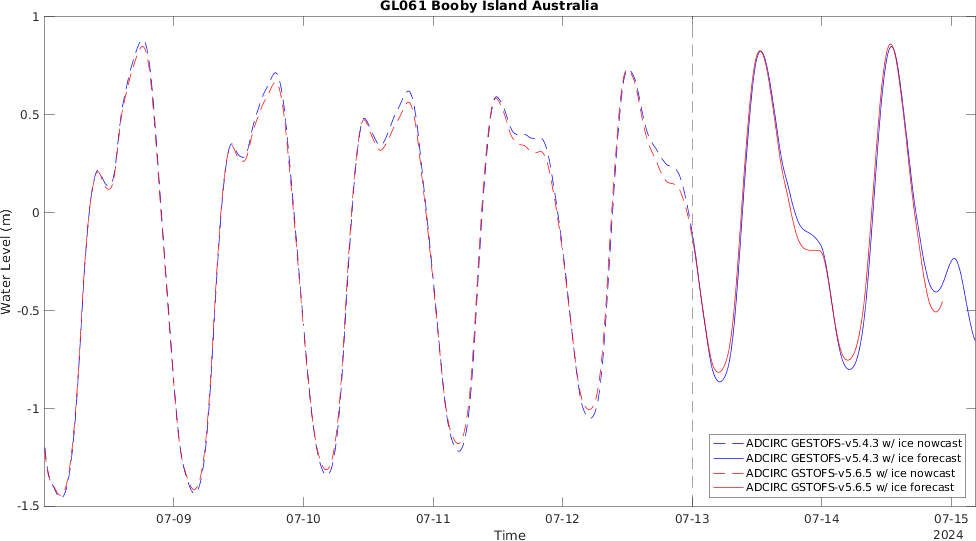 GL061 Booby Island Australia
1
0.5
0
-0.5
-1
-1.5
Water Level (m)
ADCIRC GESTOFS-v5.4.3 w/ ice nowcast
ADCIRC GESTOFS-v5.4.3 w/ ice forecast
ADCIRC GSTOFS-v5.6.5 w/ ice nowcast
ADCIRC GSTOFS-v5.6.5 w/ ice forecast
07-09 07-10 07-11 07-12 07-13 07-14 07-15
Time 2024